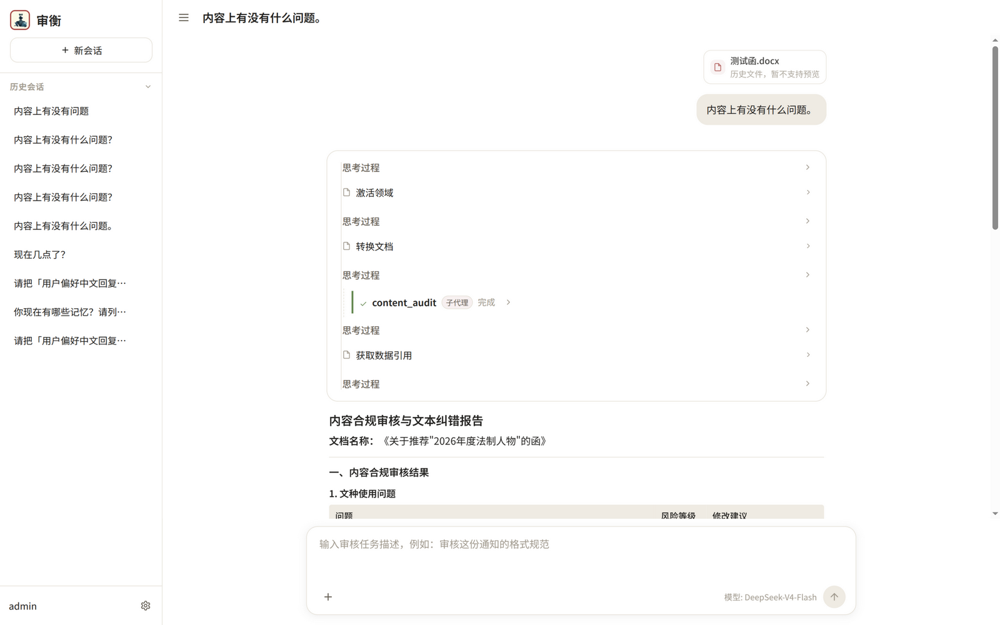 审衡
+ 新会话
历史会话
内容上有没有问题
内容上有没有什么问题？
内容上有没有什么问题？
内容上有没有什么问题？
内容上有没有什么问题。
现在几点了？
请把「用户偏好中文回复…
你现在有哪些记忆？请列…
请把「用户偏好中文回复…
admin
内容上有没有什么问题。
测试函.docx
历史文件，暂不支持预览
内容上有没有什么问题。
思考过程
激活领域
思考过程
转换文档
思考过程
content_audit 子代理 完成
思考过程
获取数据引用
思考过程
内容合规审核与文本纠错报告
文档名称：《关于推荐"2026年度法制人物"的函》
一、内容合规审核结果
1. 文种使用问题
问题 风险等级 修改建议
输入审核任务描述，例如：审核这份通知的格式规范
模型: DeepSeek-V4-Flash